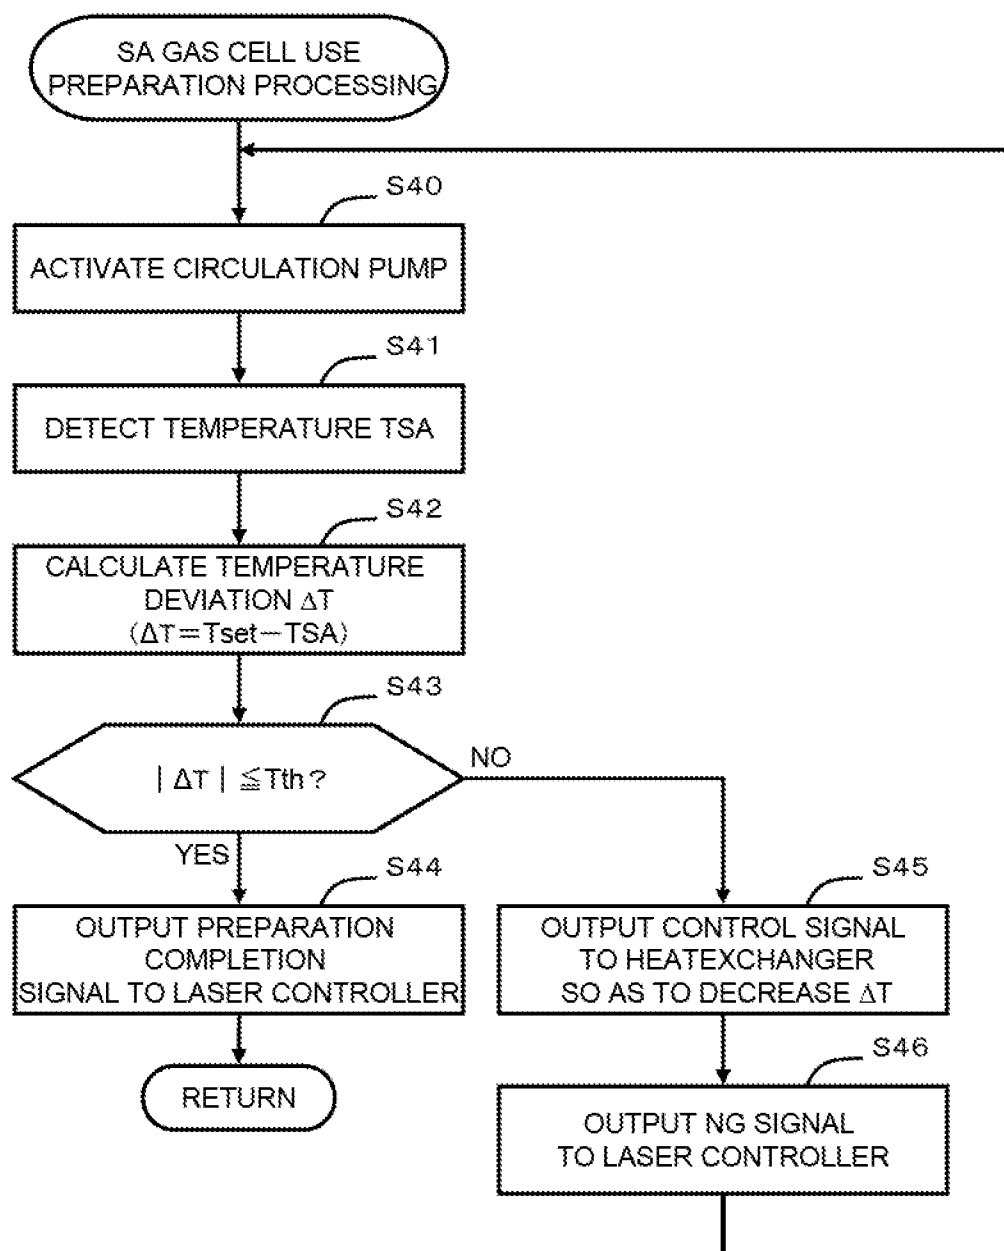 SA GAS CELL USE
PREPARATION PROCESSING
S40
ACTIVATE CIRCULATION PUMP
S41
DETECT TEMPERATURE TSA
S42
CALCULATE TEMPERATURE
DEVIATION ΔT
(ΔT=Tset−TSA)
S43
|ΔT|≦Tth?
NO
YES
S44
OUTPUT PREPARATION
COMPLETION
SIGNAL TO LASER CONTROLLER
RETURN
S45
OUTPUT CONTROL SIGNAL
TO HEATEXCHANGER
SO AS TO DECREASE ΔT
S46
OUTPUT NG SIGNAL
TO LASER CONTROLLER